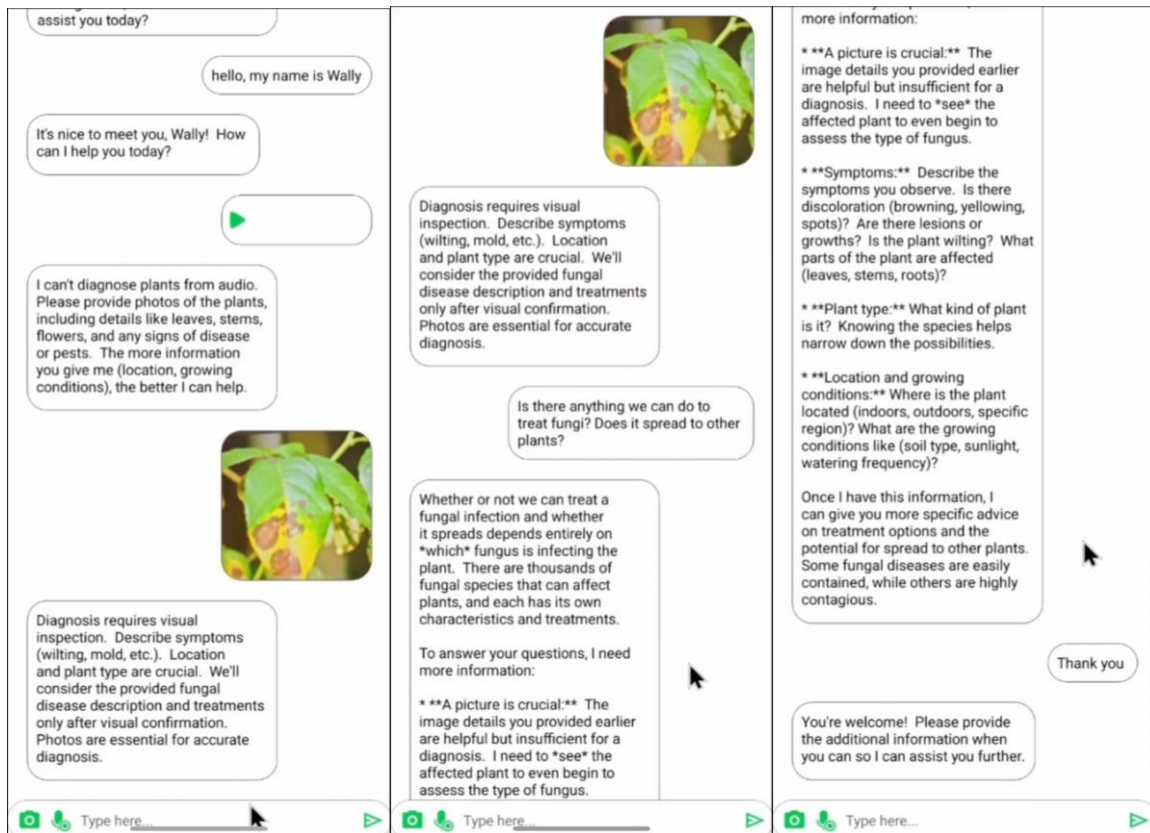 assist you today?
hello, my name is Wally
It's nice to meet you, Wally!  How
can I help you today?
I can't diagnose plants from audio.
Please provide photos of the plants,
including details like leaves, stems,
flowers, and any signs of disease
or pests.  The more information
you give me (location, growing
conditions), the better I can help.
Diagnosis requires visual
inspection.  Describe symptoms
(wilting, mold, etc.).  Location
and plant type are crucial.  We'll
consider the provided fungal
disease description and treatments
only after visual confirmation.
Photos are essential for accurate
diagnosis.
Type here...
Diagnosis requires visual
inspection.  Describe symptoms
(wilting, mold, etc.).  Location
and plant type are crucial.  We'll
consider the provided fungal
disease description and treatments
only after visual confirmation.
Photos are essential for accurate
diagnosis.
Is there anything we can do to
treat fungi? Does it spread to other
plants?
Whether or not we can treat a
fungal infection and whether
it spreads depends entirely on
*which* fungus is infecting the
plant.  There are thousands of
fungal species that can affect
plants, and each has its own
characteristics and treatments.
To answer your questions, I need
more information:
* **A picture is crucial:**  The
image details you provided earlier
are helpful but insufficient for a
diagnosis.  I need to *see* the
affected plant to even begin to
assess the type of fungus.
Type here...
more information:
* **A picture is crucial:**  The
image details you provided earlier
are helpful but insufficient for a
diagnosis.  I need to *see* the
affected plant to even begin to
assess the type of fungus.
* **Symptoms:**  Describe the
symptoms you observe.  Is there
discoloration (browning, yellowing,
spots)?  Are there lesions or
growths?  Is the plant wilting?  What
parts of the plant are affected
(leaves, stems, roots)?
* **Plant type:** What kind of plant
is it?  Knowing the species helps
narrow down the possibilities.
* **Location and growing
conditions:** Where is the plant
located (indoors, outdoors, specific
region)? What are the growing
conditions like (soil type, sunlight,
watering frequency)?
Once I have this information, I
can give you more specific advice
on treatment options and the
potential for spread to other plants.
Some fungal diseases are easily
contained, while others are highly
contagious.
Thank you
You're welcome!  Please provide
the additional information when
you can so I can assist you further.
Type here...